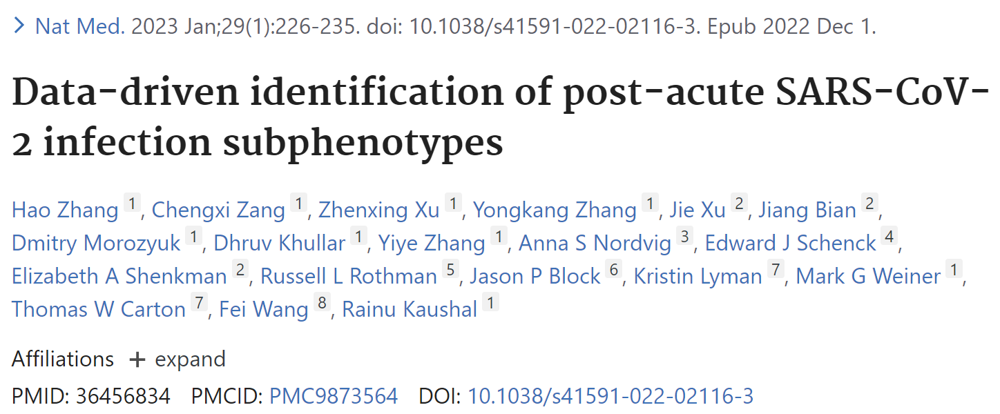 > Nat Med. 2023 Jan;29(1):226-235. doi: 10.1038/s41591-022-02116-3. Epub 2022 Dec 1.
Data-driven identification of post-acute SARS-CoV-
2 infection subphenotypes
Hao Zhang 1, Chengxi Zang 1, Zhenxing Xu 1, Yongkang Zhang 1, Jie Xu 2, Jiang Bian 2,
Dmitry Morozyuk 1, Dhruv Khullar 1, Yiye Zhang 1, Anna S Nordvig 3, Edward J Schenck 4,
Elizabeth A Shenkman 2, Russell L Rothman 5, Jason P Block 6, Kristin Lyman 7, Mark G Weiner 1,
Thomas W Carton 7, Fei Wang 8, Rainu Kaushal 1
Affiliations + expand
PMID: 36456834 PMCID: PMC9873564 DOI: 10.1038/s41591-022-02116-3